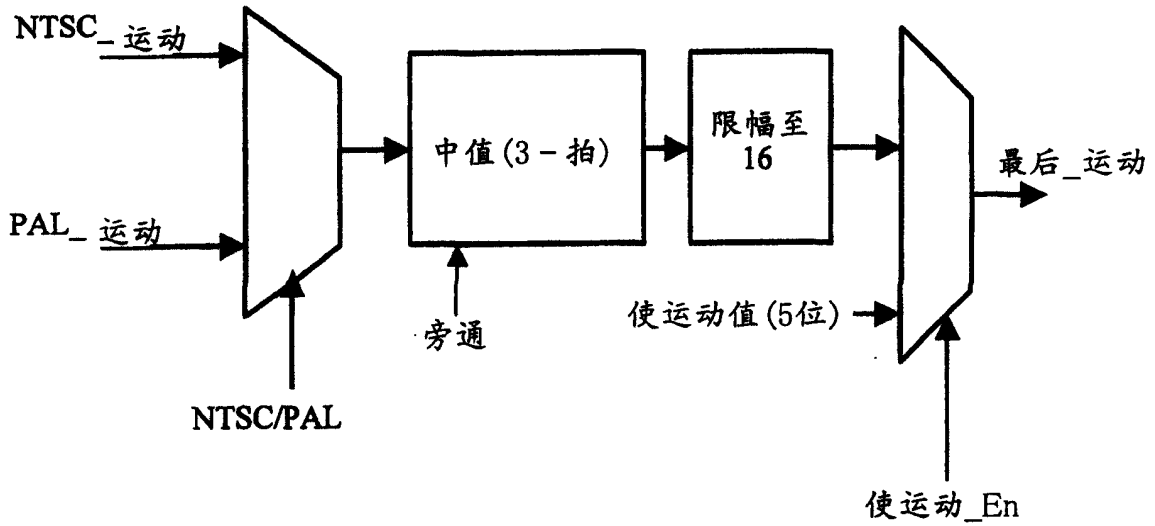 NTSC_运动
中值(3-拍)
限幅至
16
最后_运动
PAL_运动
旁通
使运动值(5位)
NTSC/PAL
使运动_En